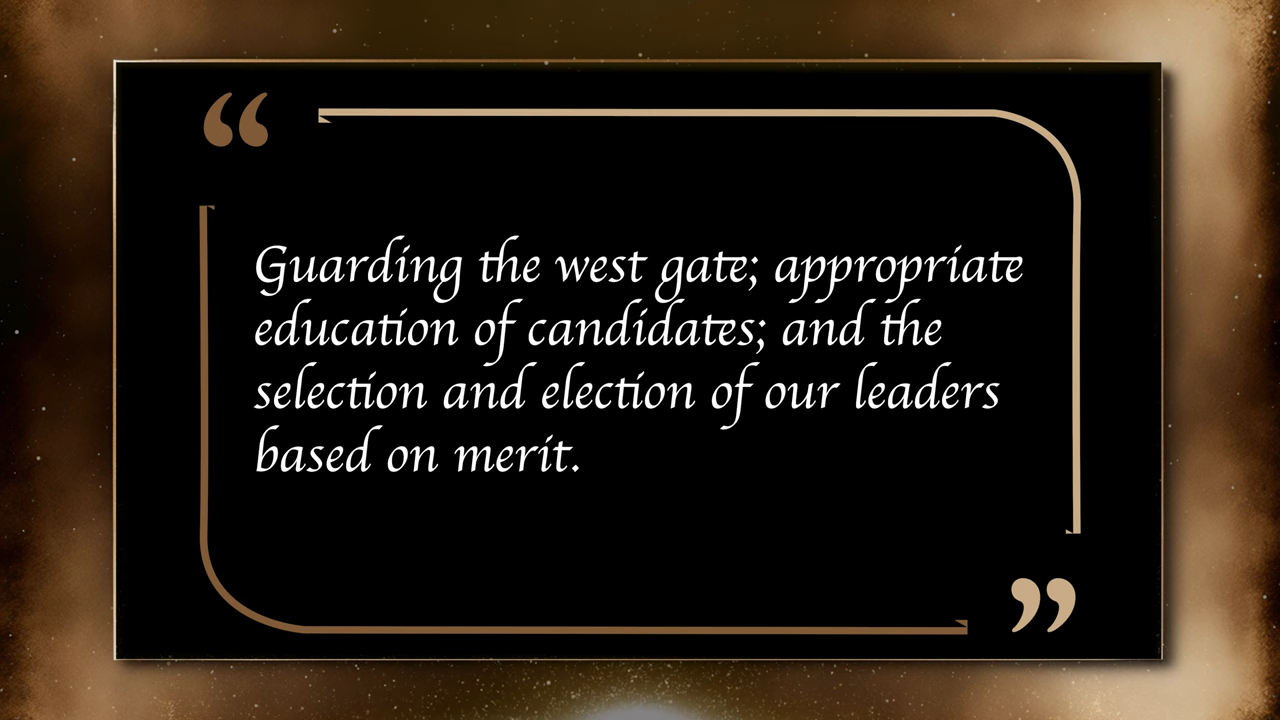 “
Guarding the west gate; appropriate
education of candidates; and the
selection and election of our leaders
based on merit.
”